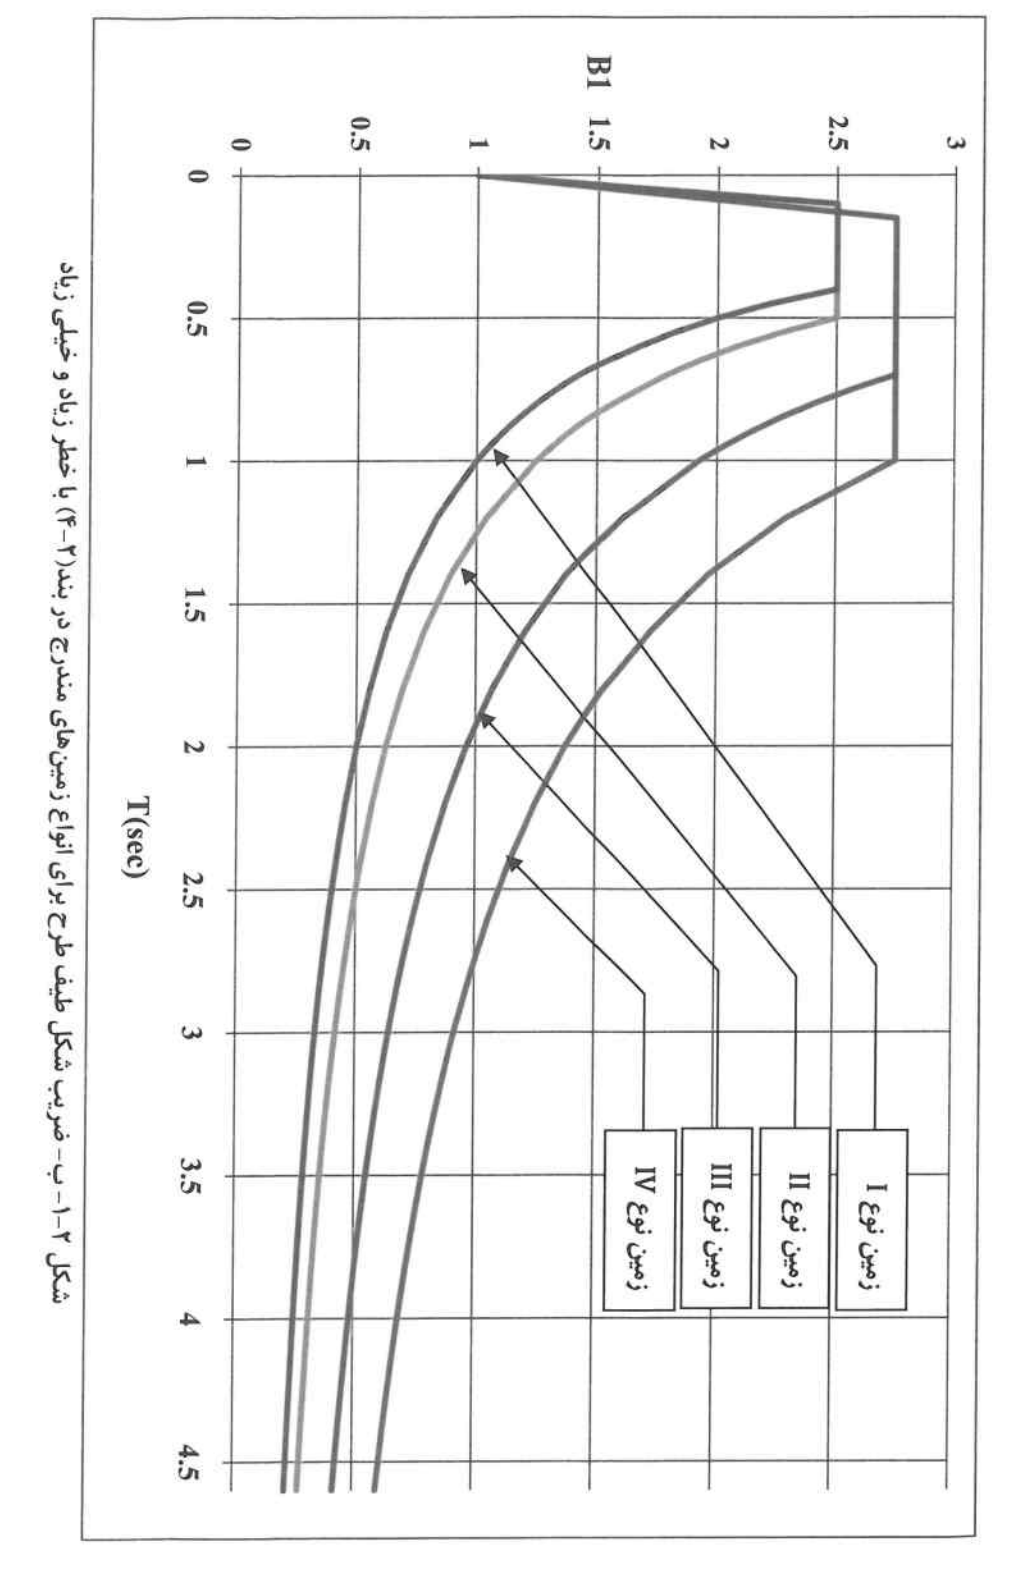 B1
3
2.5
2
1.5
1
0.5
0
0
0.5
1
1.5
2
2.5
3
3.5
4
4.5
T(sec)
زمین نوع I
زمین نوع II
زمین نوع III
زمین نوع IV
شکل ۲-۱- ب- ضریب شکل طیف طرح برای انواع زمین‌های مندرج در بند(۲-۴) با خطر زیاد و خیلی زیاد